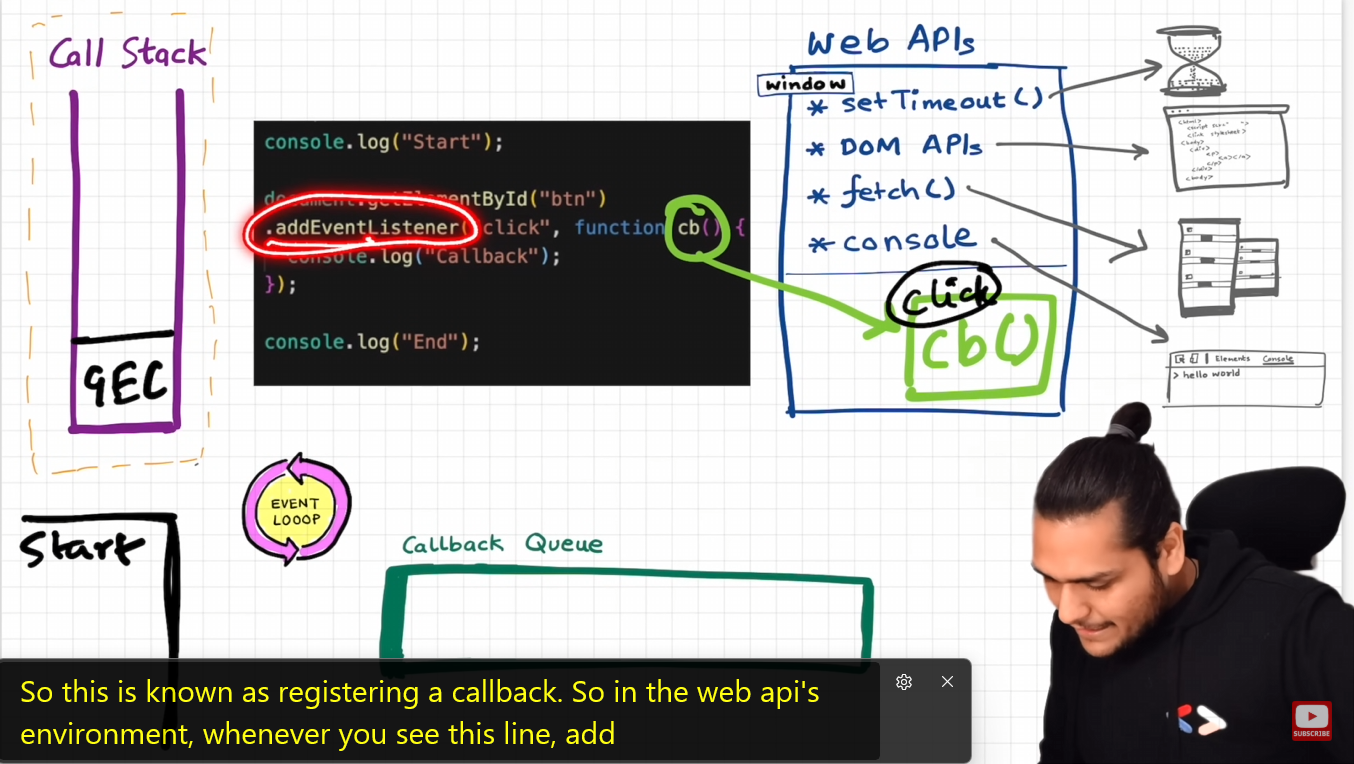 Call Stack
GEC
Start
console.log("Start");
document.getElementById("btn")
.addEventListener("click", function cb() {
console.log("Callback");
});
console.log("End");
Web APIs
window
* setTimeout()
* DOM APIs
* fetch()
* console
click
cb()
Elements Console
> hello world
EVENT
LOOOP
Callback Queue
So this is known as registering a callback. So in the web api's
environment, whenever you see this line, add
SUBSCRIBE